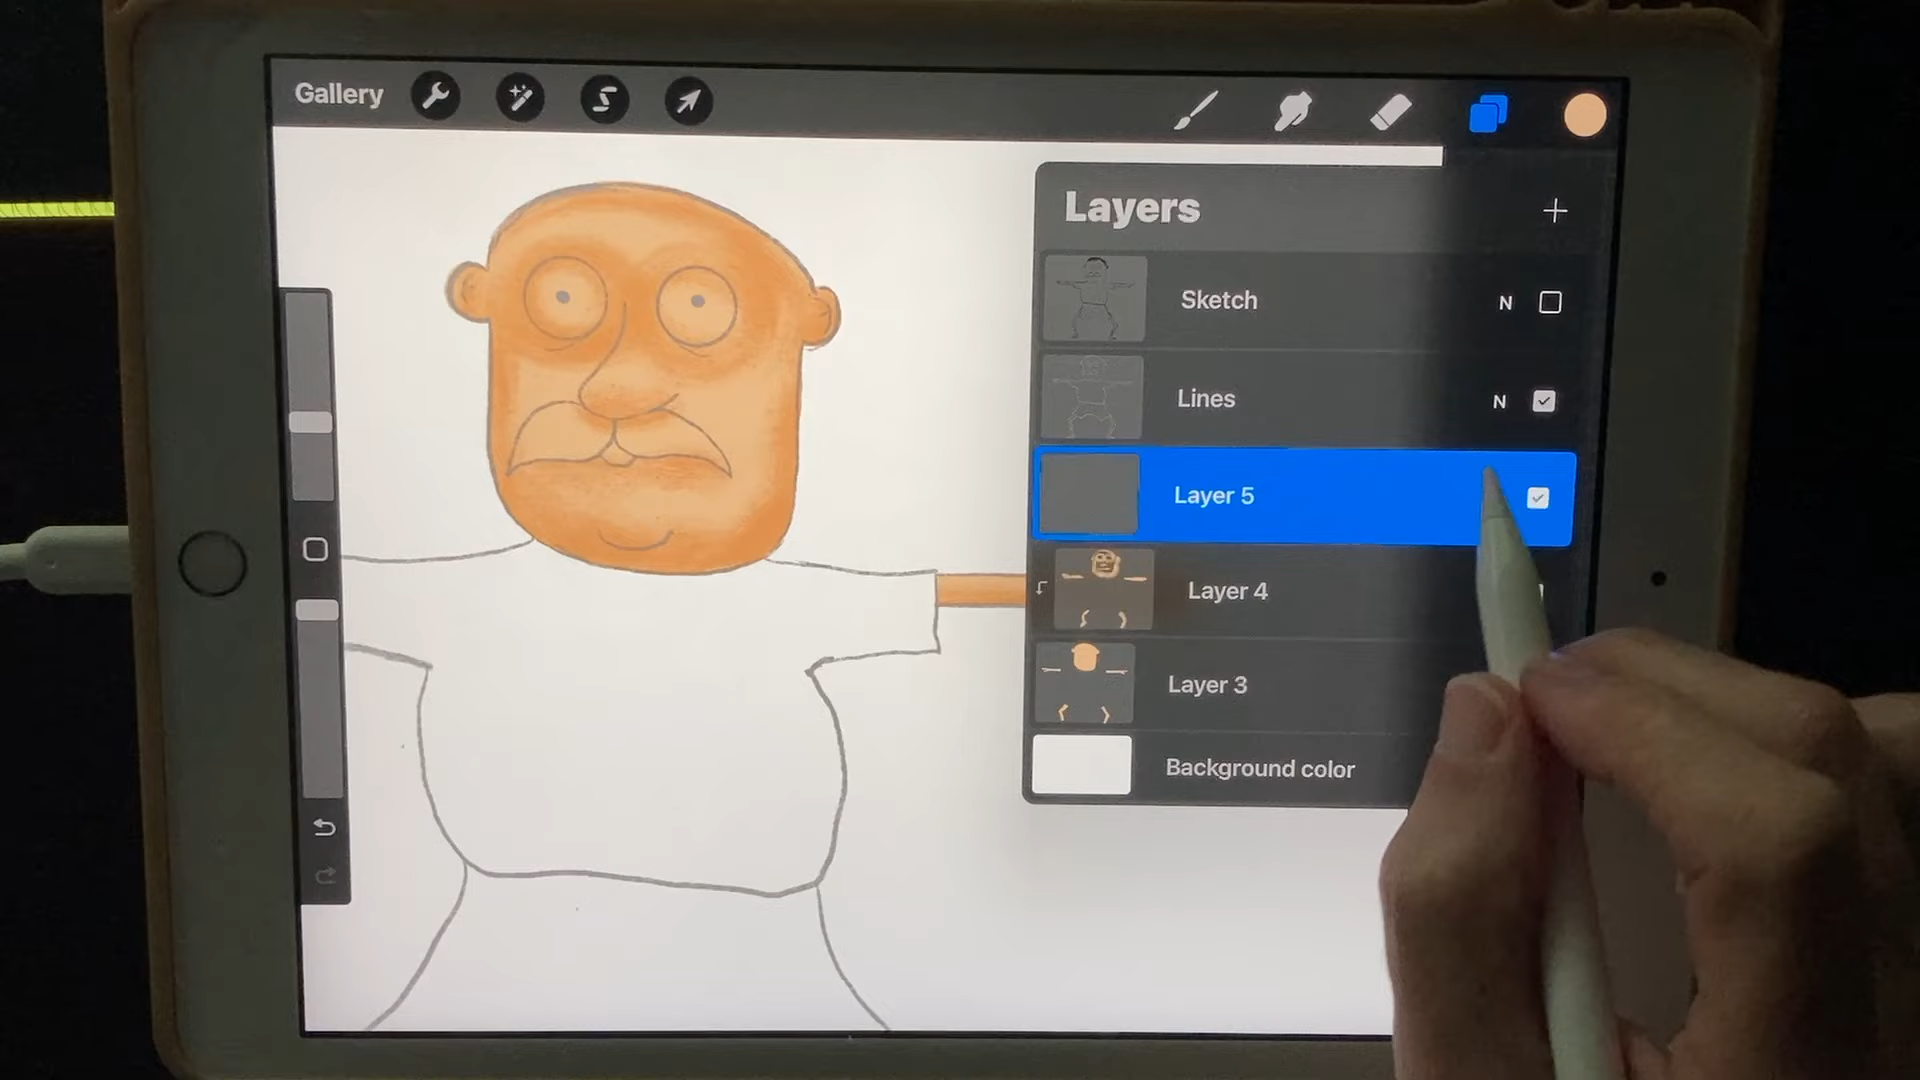 Gallery
Layers
Sketch N
Lines N
Layer 5
Layer 4
Layer 3
Background color